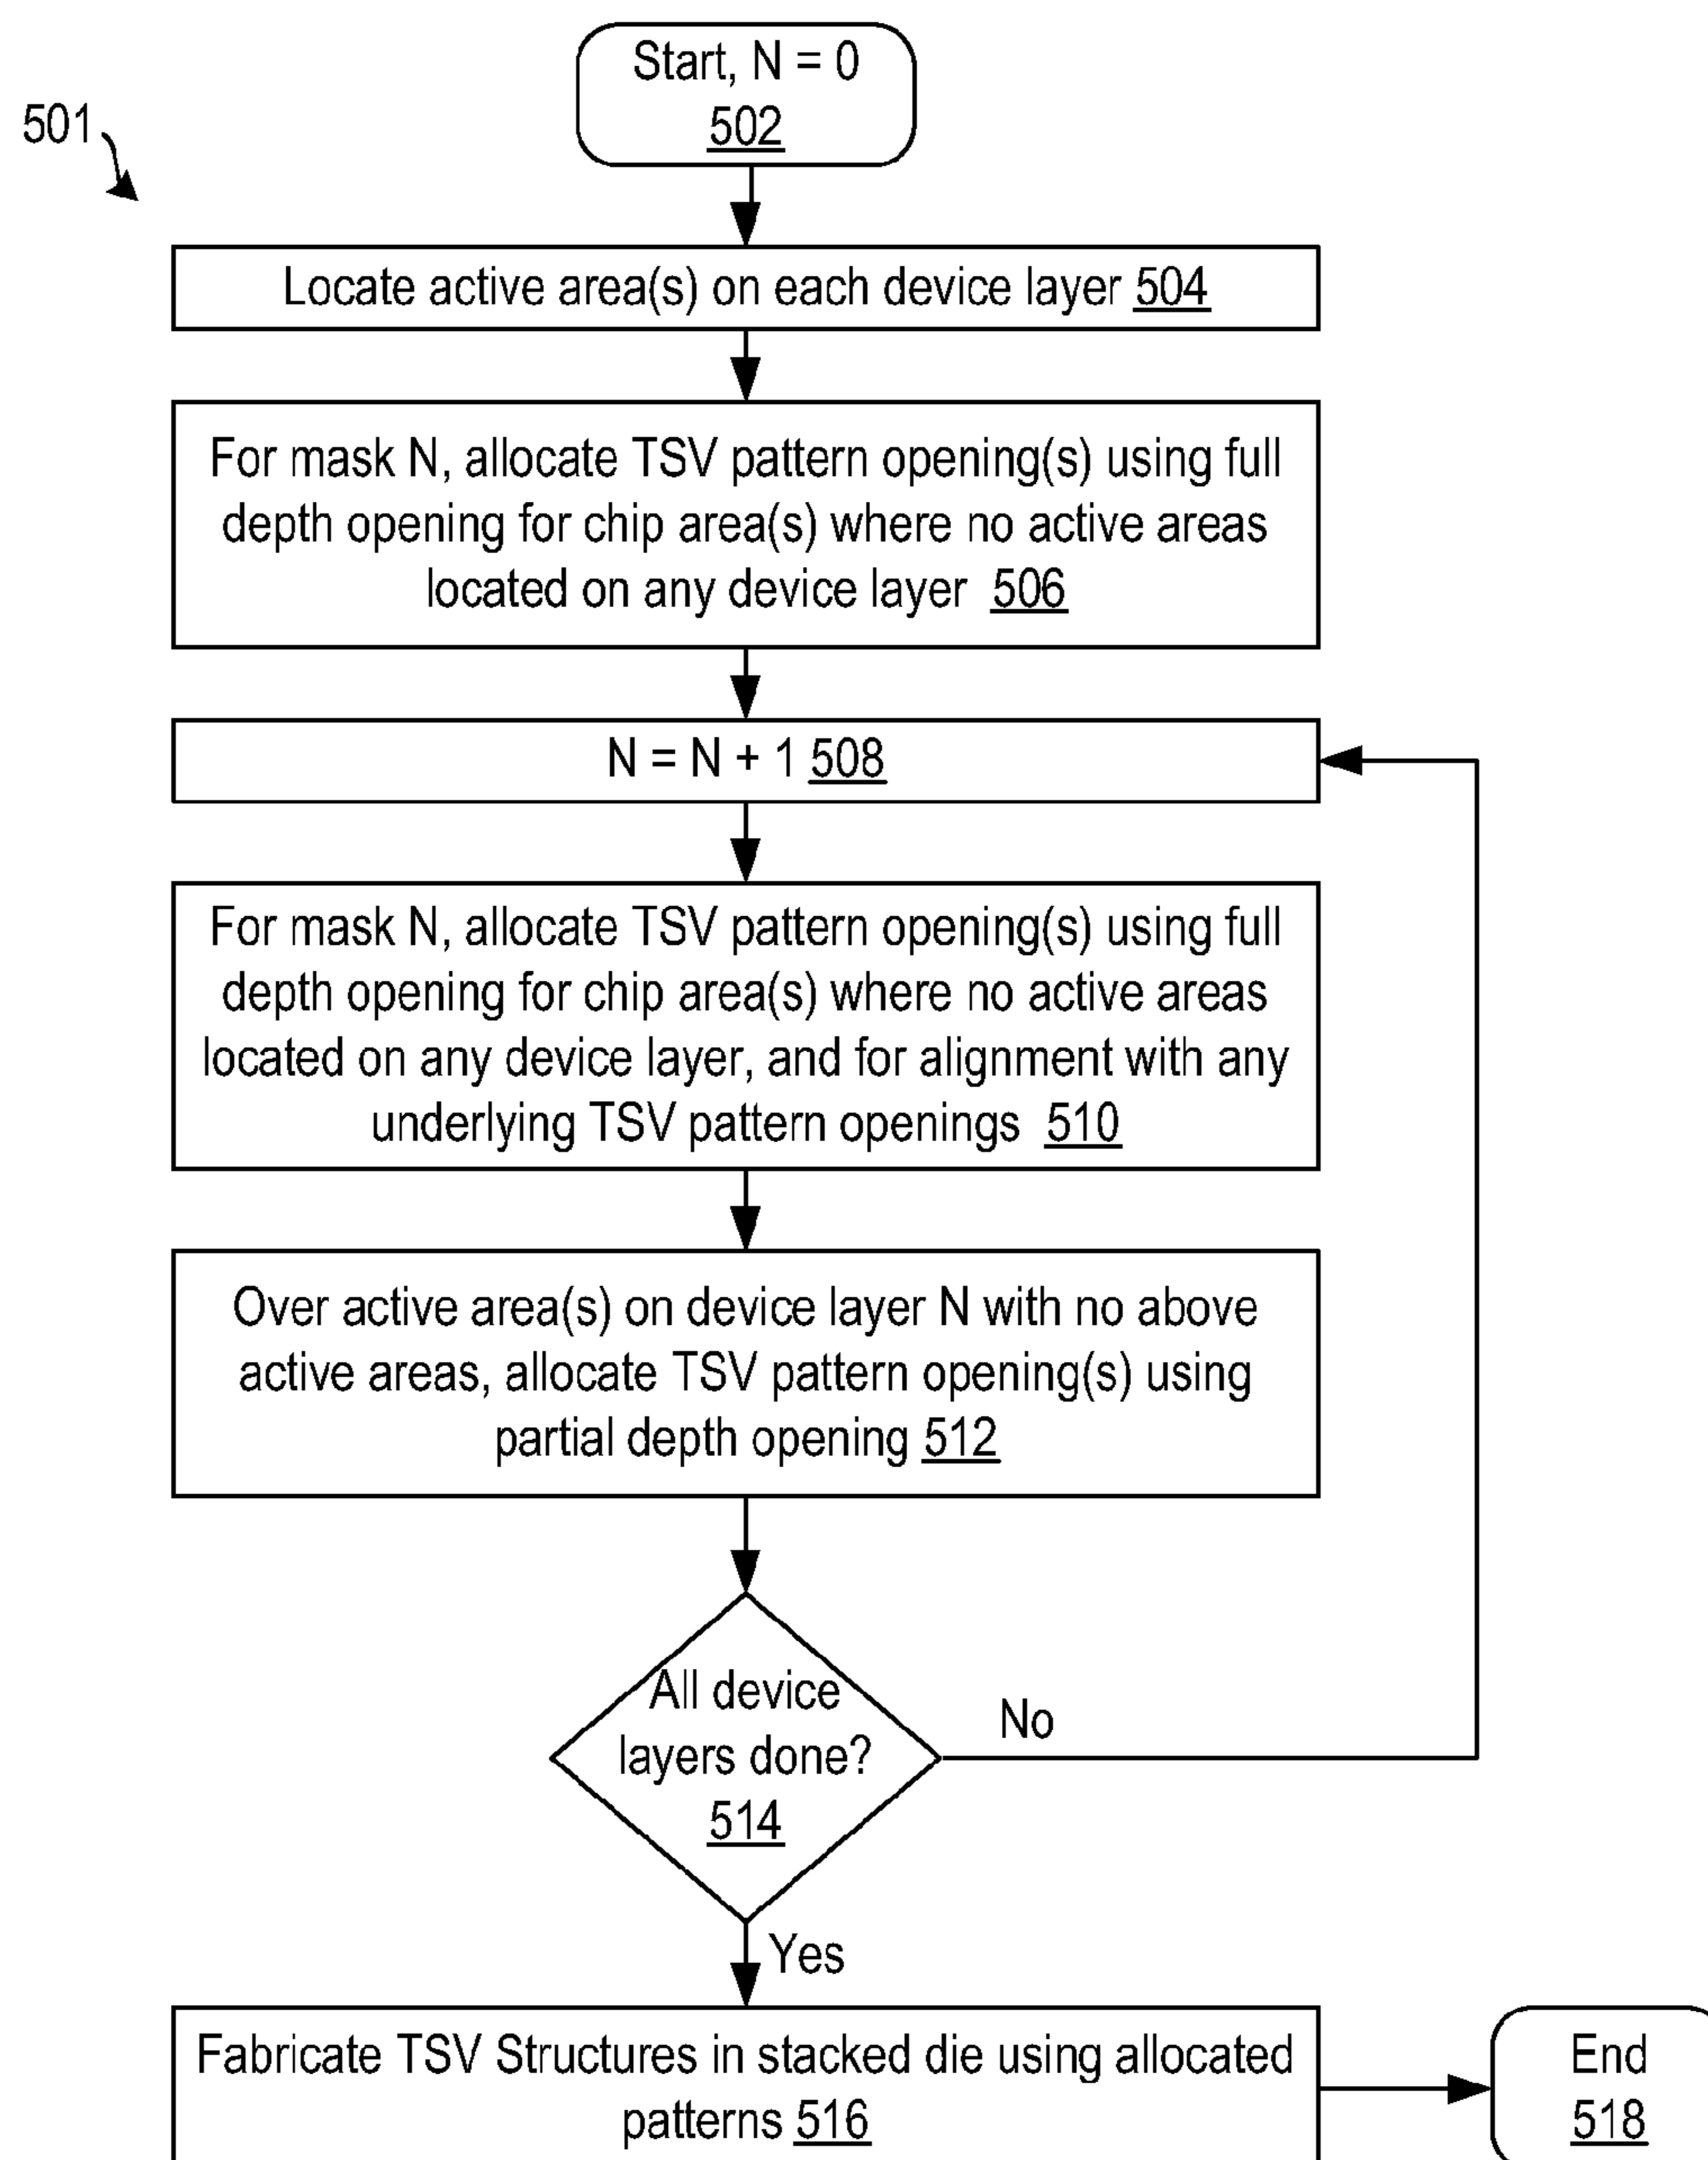 Start, N = 0
502
501
Locate active area(s) on each device layer 504
For mask N, allocate TSV pattern opening(s) using full
depth opening for chip area(s) where no active areas
located on any device layer 506
N = N + 1 508
For mask N, allocate TSV pattern opening(s) using full
depth opening for chip area(s) where no active areas
located on any device layer, and for alignment with any
underlying TSV pattern openings 510
Over active area(s) on device layer N with no above
active areas, allocate TSV pattern opening(s) using
partial depth opening 512
All device
layers done?
514
No
Yes
Fabricate TSV Structures in stacked die using allocated
patterns 516
End
518